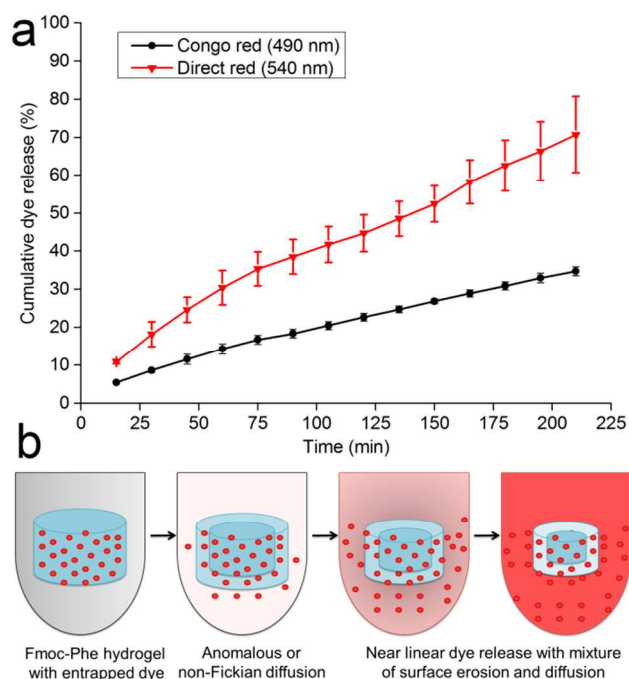 a
Congo red (490 nm)
Direct red (540 nm)
Cumulative dye release (%)
100
90
80
70
60
50
40
30
20
10
0
0 25 50 75 100 125 150 175 200 225
Time (min)
b
Fmoc-Phe hydrogel
with entrapped dye
Anomalous or
non-Fickian diffusion
Near linear dye release with mixture
of surface erosion and diffusion